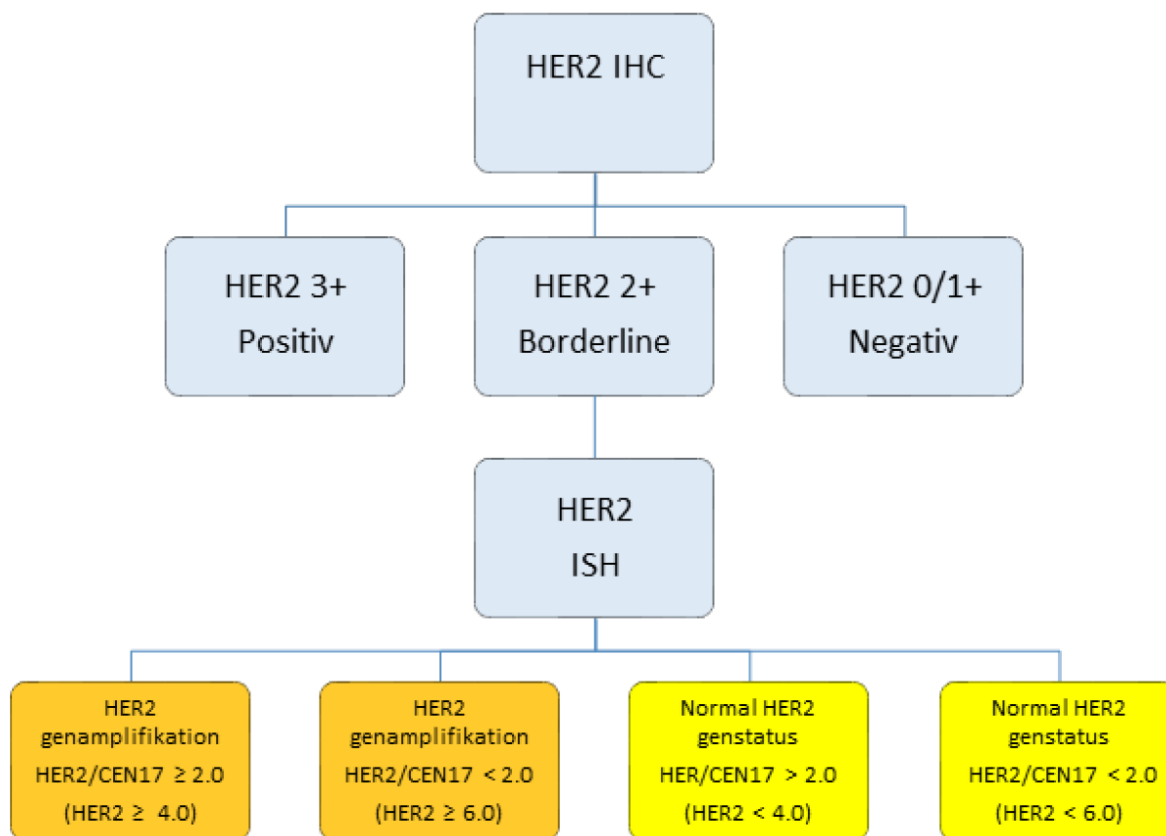 HER2 IHC
HER2 3+
Positiv
HER2 2+
Borderline
HER2 0/1+
Negativ
HER2
ISH
HER2
genamplifikation
HER2/CEN17 ≥ 2.0
(HER2 ≥ 4.0)
HER2
genamplifikation
HER2/CEN17 < 2.0
(HER2 ≥ 6.0)
Normal HER2
genstatus
HER/CEN17 > 2.0
(HER2 < 4.0)
Normal HER2
genstatus
HER2/CEN17 < 2.0
(HER2 < 6.0)